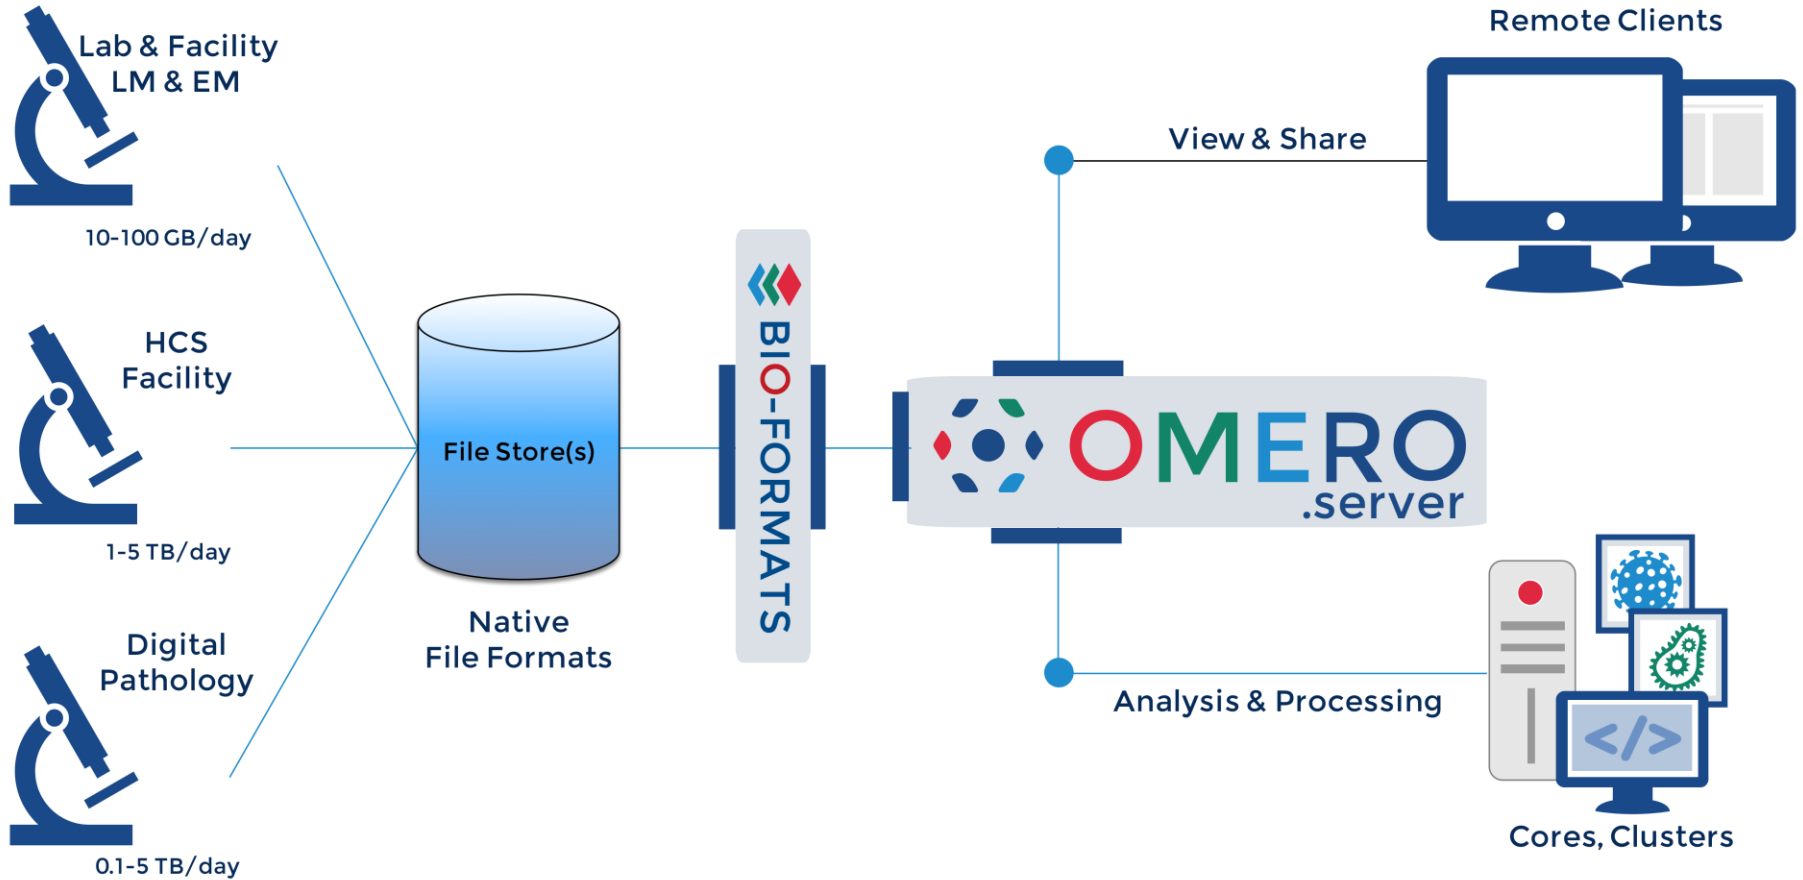 Lab & Facility
LM & EM
10-100 GB/day
HCS
Facility
1-5 TB/day
Digital
Pathology
0.1-5 TB/day
File Store(s)
Native
File Formats
BIO-FORMATS
OMERO
.server
View & Share
Remote Clients
Analysis & Processing
</>
Cores, Clusters